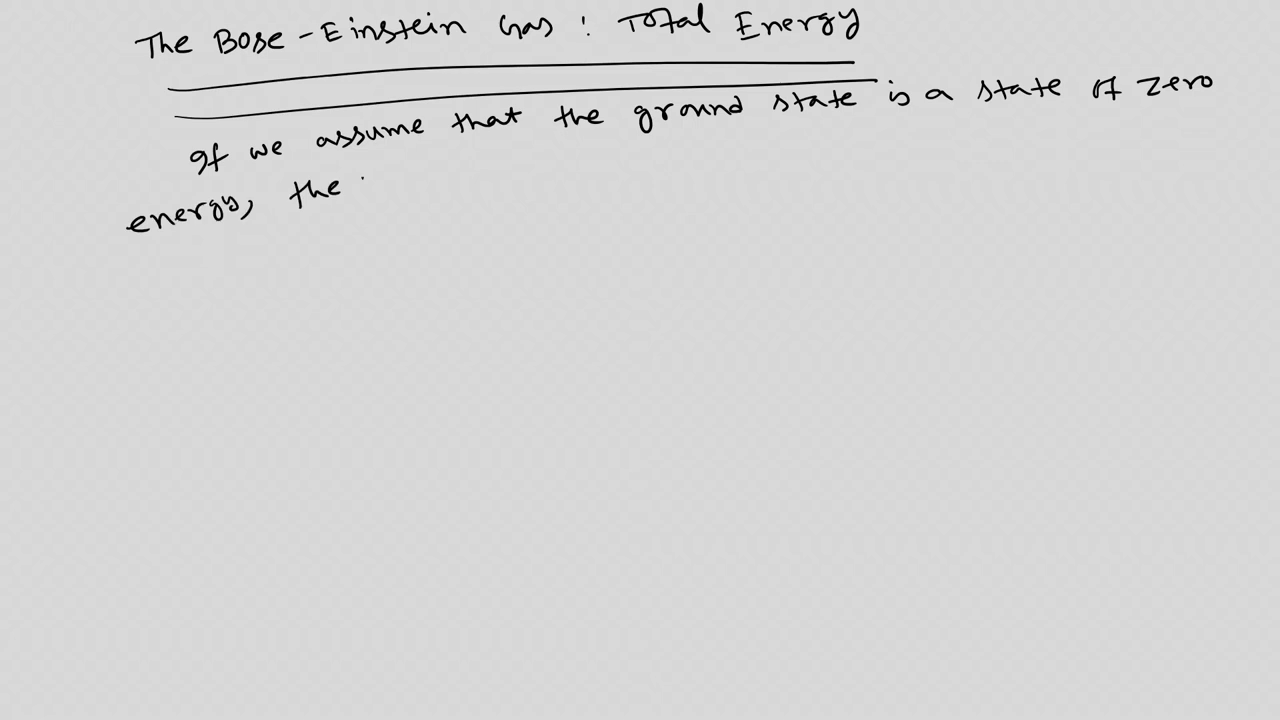 The Bose-Einstein Gas : Total Energy
If we assume that the ground state is a state of zero
energy, the